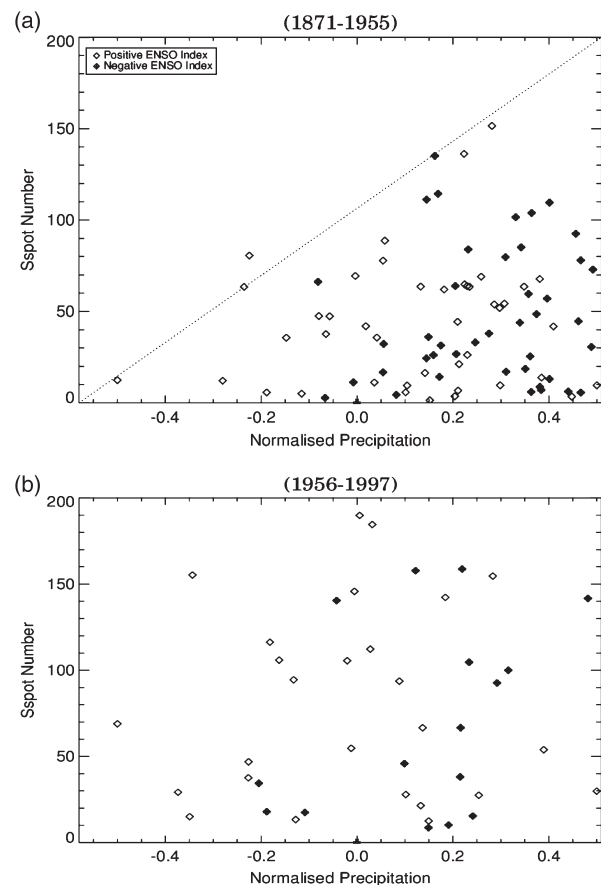 (a)
(1871-1955)
200
Positive ENSO Index
Negative ENSO Index
150
100
50
0
Sspot Number
-0.4 -0.2 0.0 0.2 0.4
Normalised Precipitation
(b)
(1956-1997)
200
150
100
50
0
Sspot Number
-0.4 -0.2 0.0 0.2 0.4
Normalised Precipitation